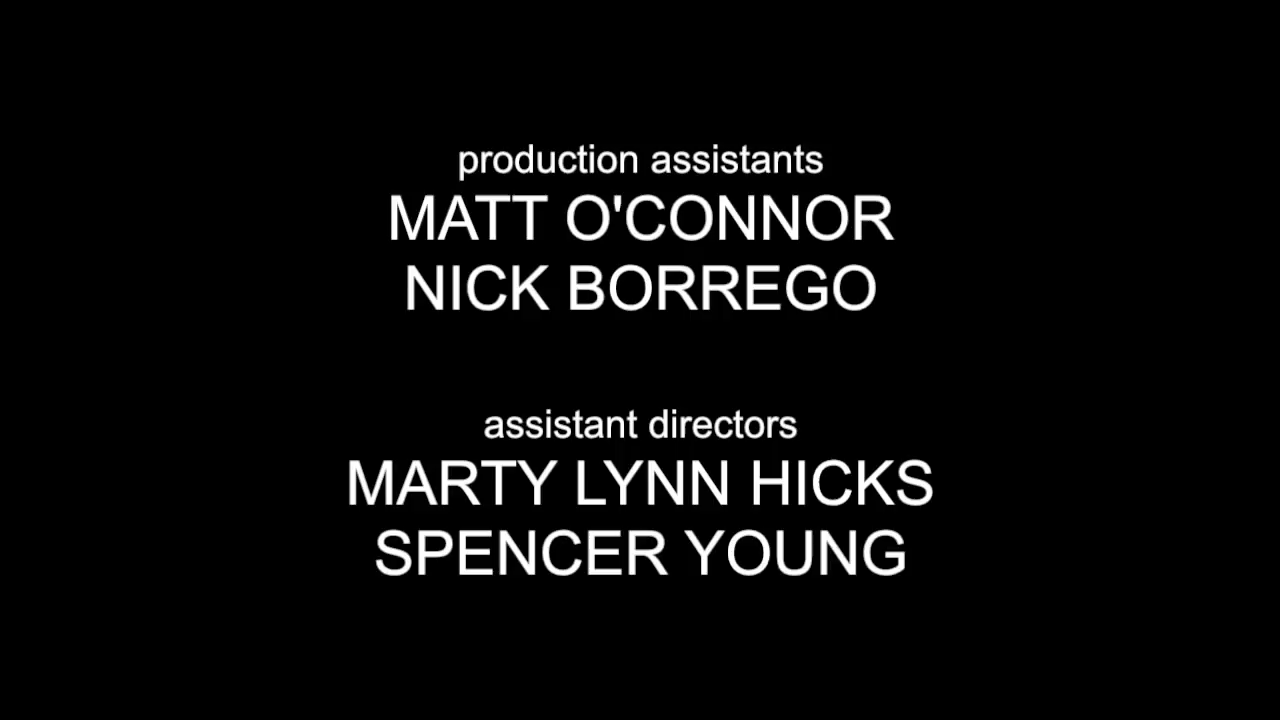 production assistants
MATT O'CONNOR
NICK BORREGO
assistant directors
MARTY LYNN HICKS
SPENCER YOUNG